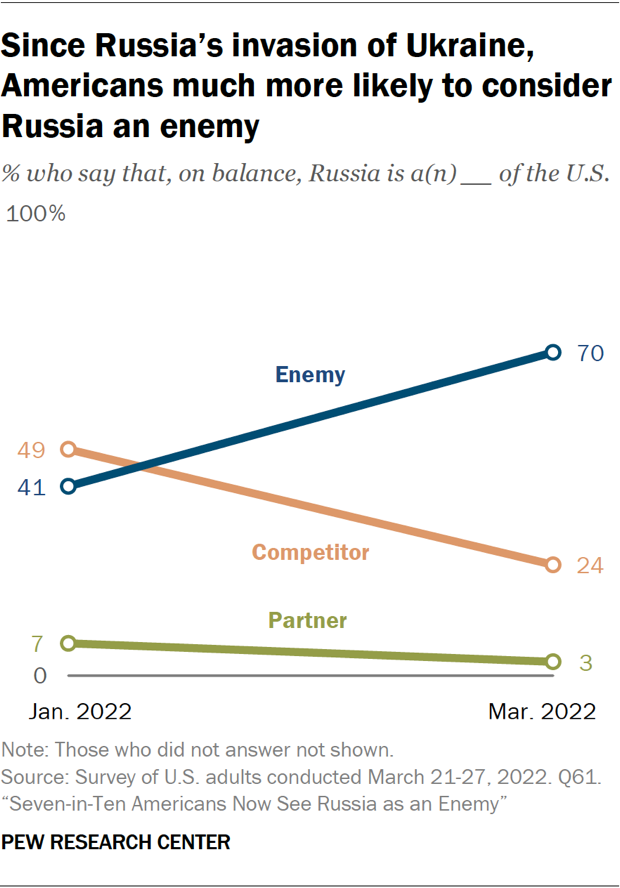 Since Russia’s invasion of Ukraine,
Americans much more likely to consider
Russia an enemy
% who say that, on balance, Russia is a(n) __ of the U.S.
100%
Enemy
70
49
41
Competitor
24
Partner
7
3
0
Jan. 2022
Mar. 2022
Note: Those who did not answer not shown.
Source: Survey of U.S. adults conducted March 21-27, 2022. Q61.
“Seven-in-Ten Americans Now See Russia as an Enemy”
PEW RESEARCH CENTER